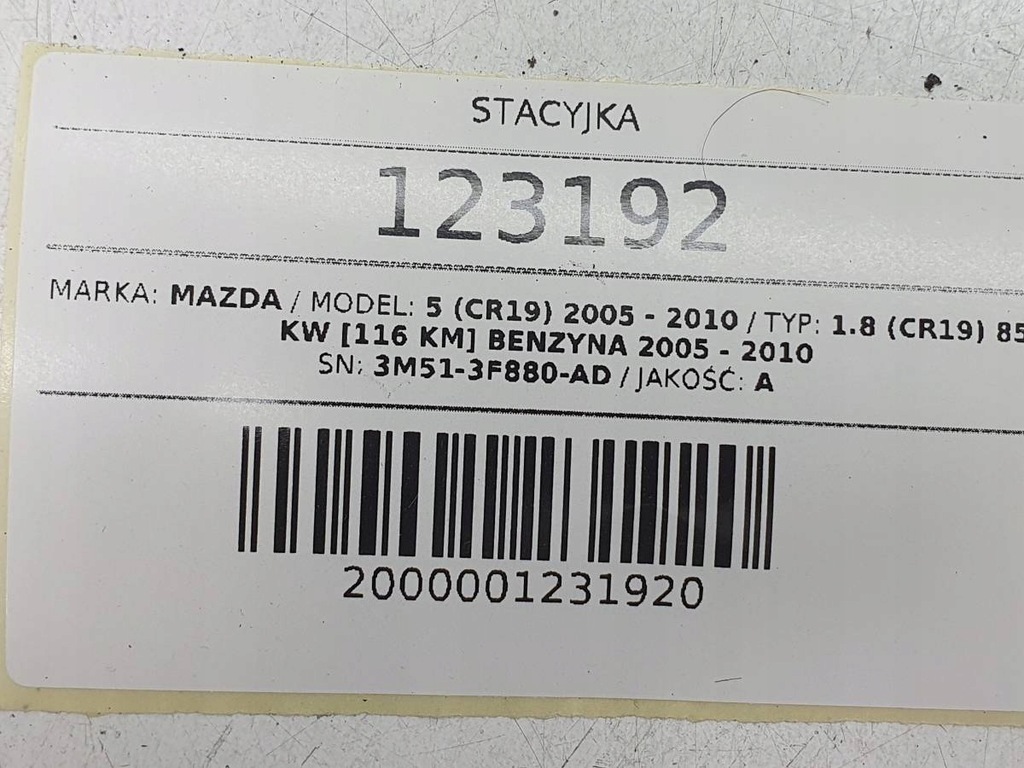 STACYJKA
123192
MARKA: MAZDA / MODEL: 5 (CR19) 2005 - 2010 / TYP: 1.8 (CR19) 85
KW [116 KM] BENZYNA 2005 - 2010
SN: 3M51-3F880-AD / JAKOŚĆ: A
2000001231920